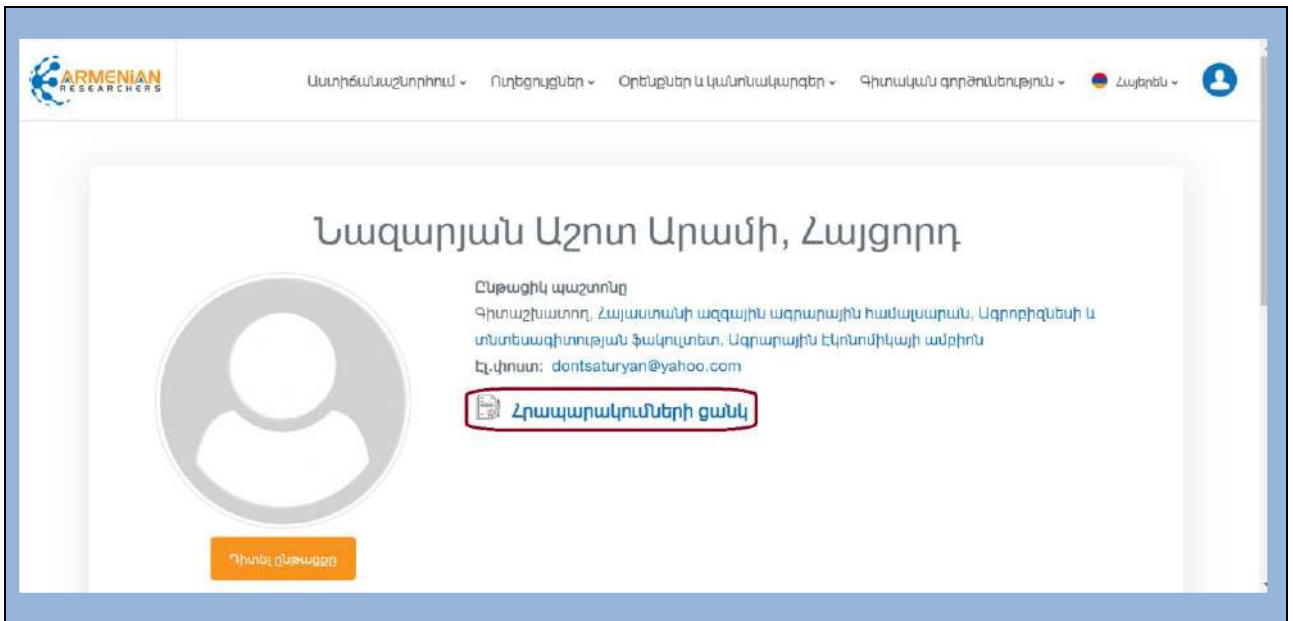 ARMENIAN
RESEARCHERS
Աստիճանաշնորհում Ուղեցույցներ Օրենքներ և կանոնակարգեր Գիտական գործունեություն Հայերեն
Նազարյան Աշոտ Արամի, Հայցորդ
Ընթացիկ պաշտոնը
Գիտաշխատող, Հայաստանի ազգային ագրարային համալսարան, Ագրոբիզնեսի և
տնտեսագիտության ֆակուլտետ, Ագրարային էկոնոմիկայի ամբիոն
Էլ.փոստ: dontsaturyan@yahoo.com
Հրապարակումների ցանկ
Դիտել ընթացքը